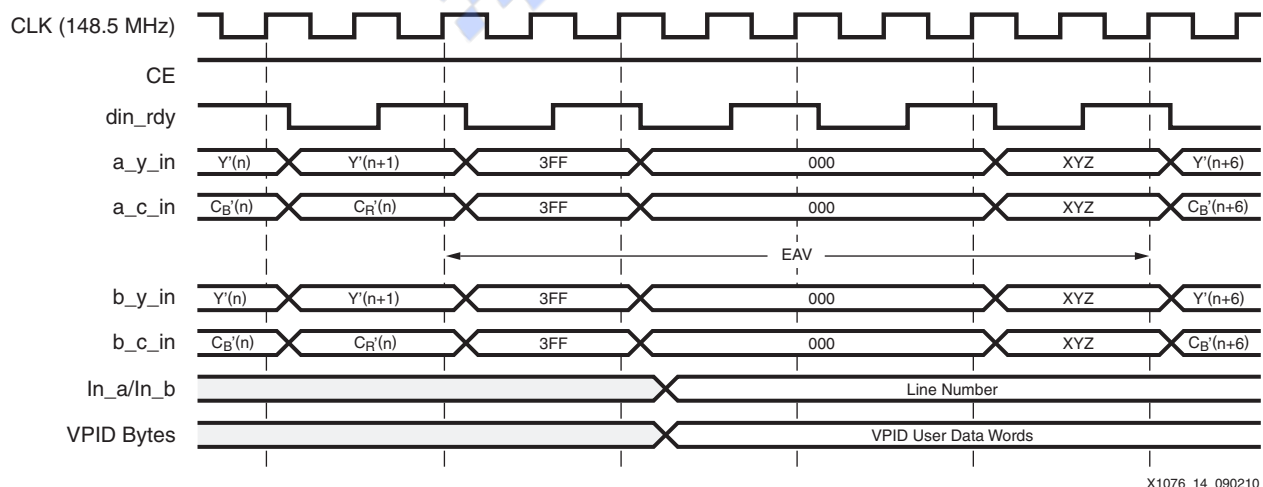 CLK (148.5 MHz)
CE
din_rdy
a_y_in Y'(n) Y'(n+1) 3FF 000 XYZ Y'(n+6)
a_c_in CB'(n) CR'(n) 3FF 000 XYZ CB'(n+6)
EAV
b_y_in Y'(n) Y'(n+1) 3FF 000 XYZ Y'(n+6)
b_c_in CB'(n) CR'(n) 3FF 000 XYZ CB'(n+6)
ln_a/ln_b Line Number
VPID Bytes VPID User Data Words
X1076_14_090210